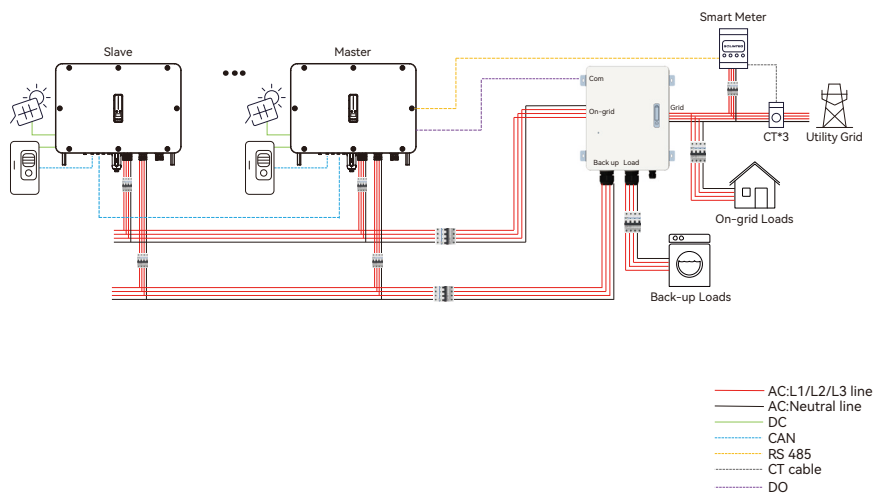 Smart Meter
Slave
Master
Com
On-grid
Grid
CT*3
Utility Grid
Back up
Load
On-grid Loads
Back-up Loads
AC:L1/L2/L3 line
AC:Neutral line
DC
CAN
RS 485
CT cable
DO